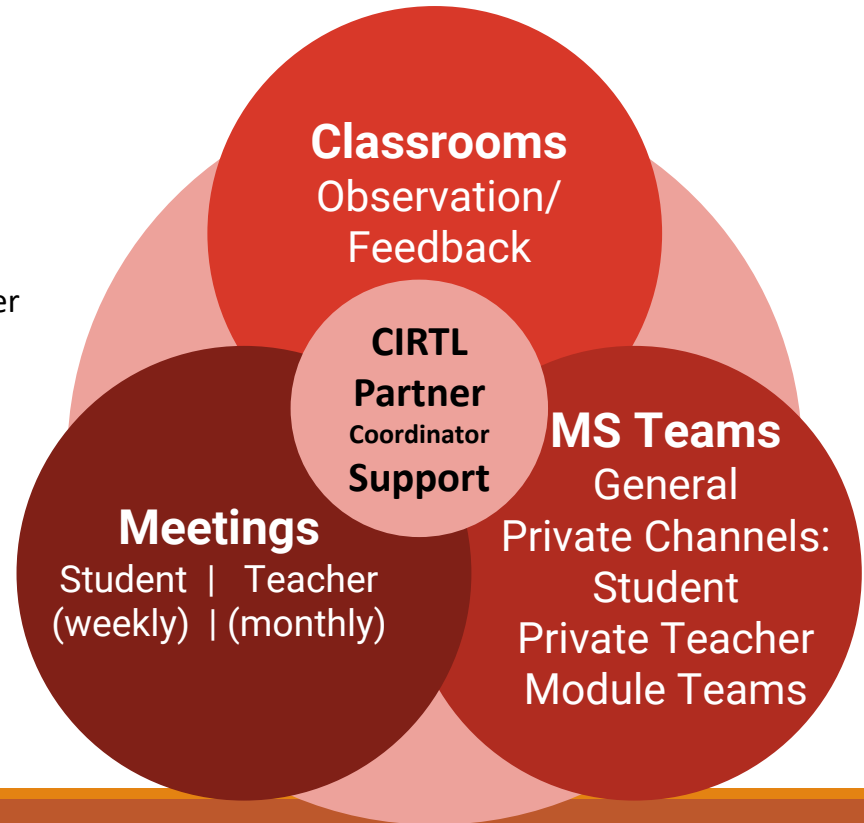 Classrooms
Observation/
Feedback
er
CIRTL
Partner
Coordinator
Support
MS Teams
General
Private Channels:
Student
Private Teacher
Module Teams
Meetings
Student | Teacher
(weekly) | (monthly)